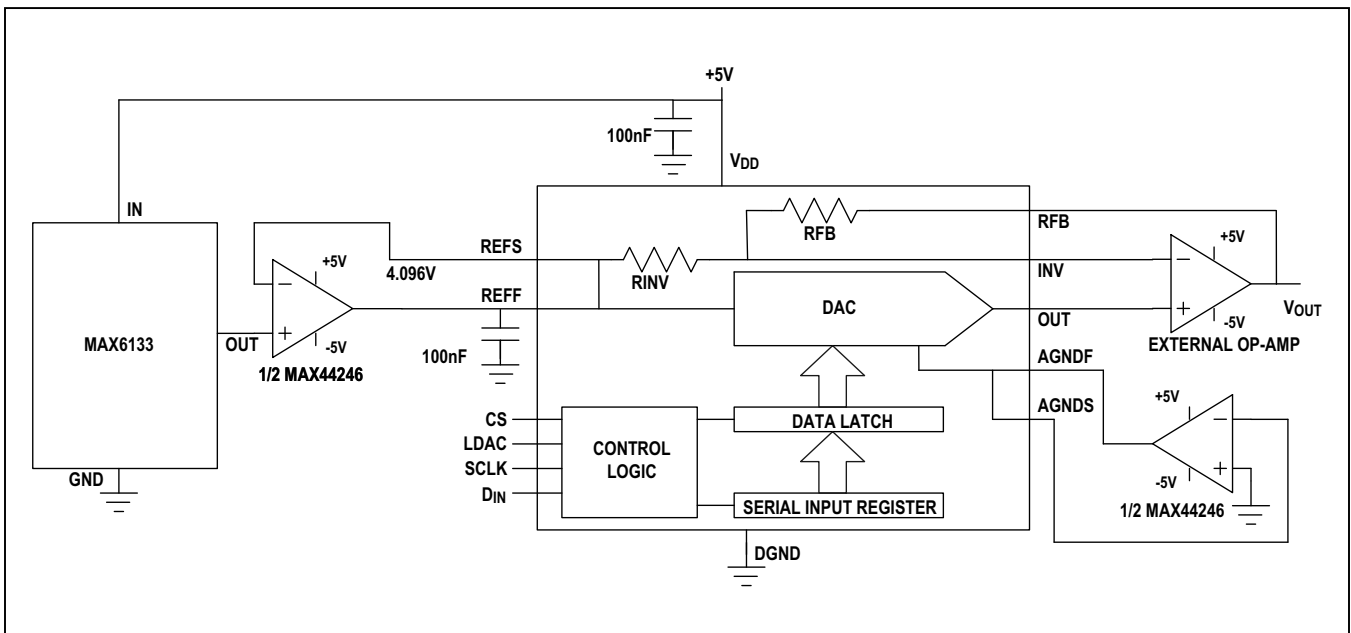 +5V
100nF
VDD
IN
RFB
RFB
REFS
+5V
+5V
4.096V
RINV
INV
REFF
DAC
VOUT
MAX6133
OUT
OUT
-5V
-5V
EXTERNAL OP-AMP
100nF
1/2 MAX44246
AGNDF
+5V
AGNDS
CS
DATA LATCH
LDAC
CONTROL
LOGIC
SCLK
GND
-5V
DIN
SERIAL INPUT REGISTER
1/2 MAX44246
DGND